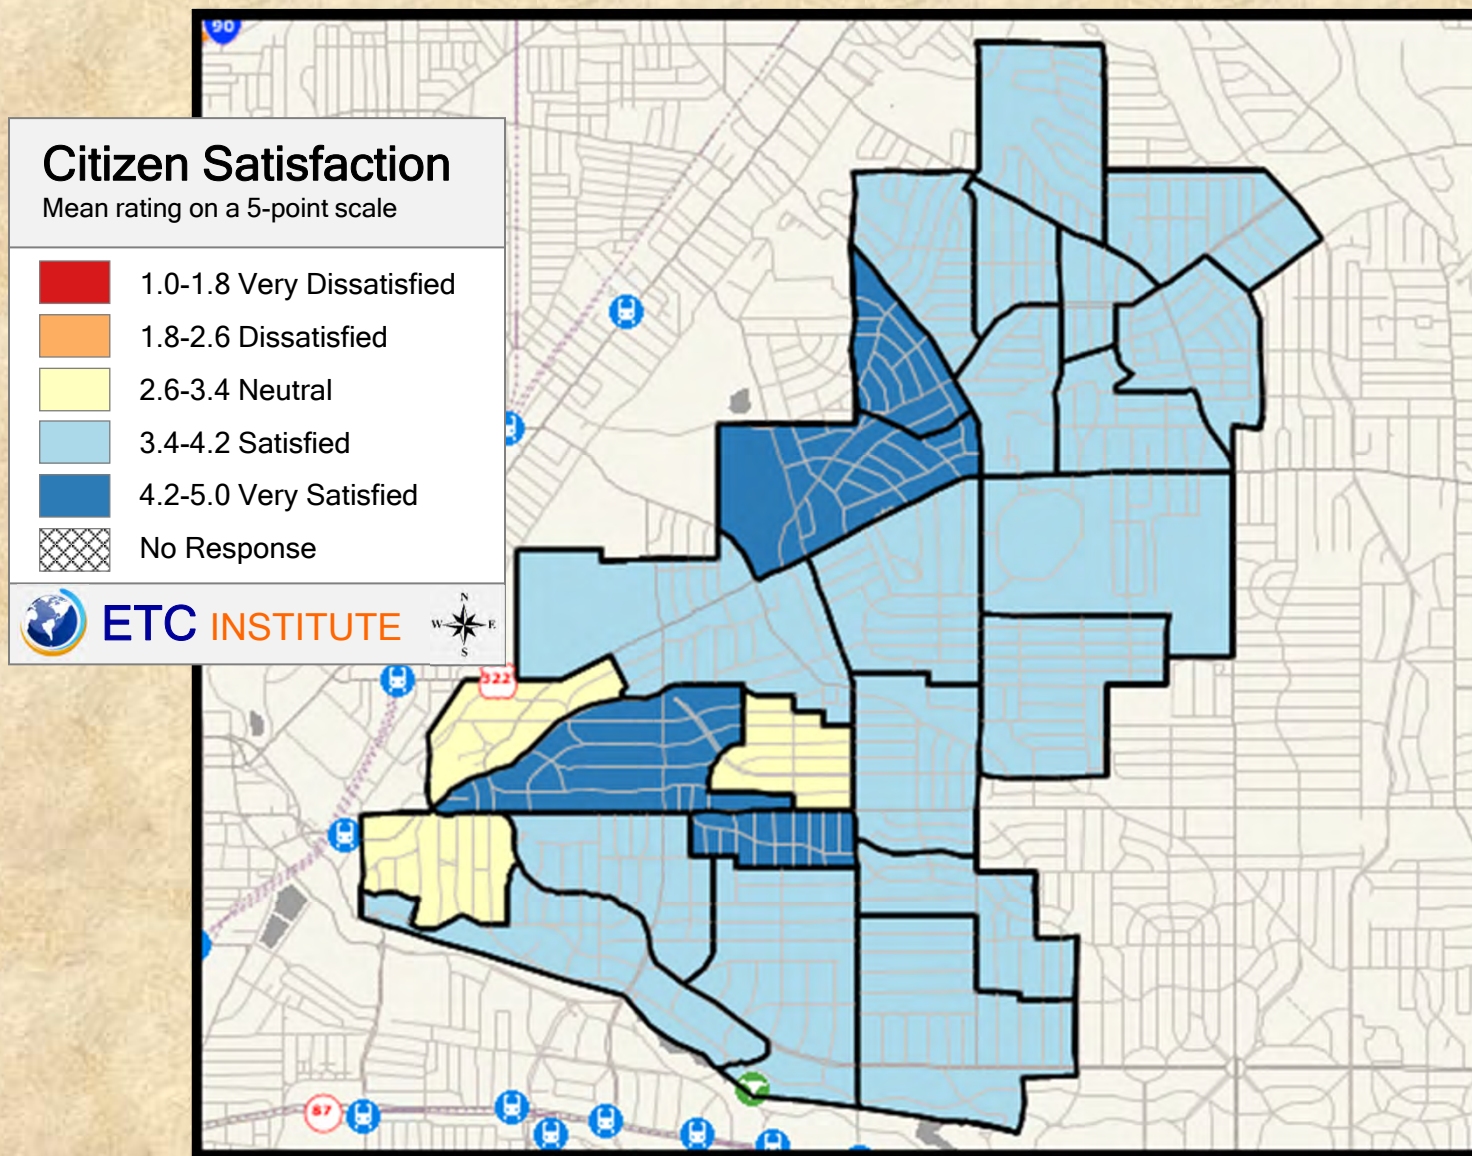 90
Citizen Satisfaction
Mean rating on a 5-point scale
1.0-1.8 Very Dissatisfied
1.8-2.6 Dissatisfied
2.6-3.4 Neutral
3.4-4.2 Satisfied
4.2-5.0 Very Satisfied
No Response
ETC INSTITUTE
N
W E
S
322
87